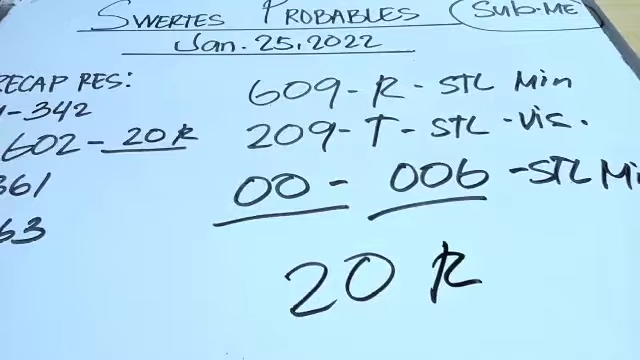 SWERTES PROBABLES
Sub-ME
Jan. 25, 2022
RECAP RES:
-342
602 - 20 R
361
63
609 - R - STL Min
209 - T - STL - Vis.
00 - 006 - STL Mi
20 R